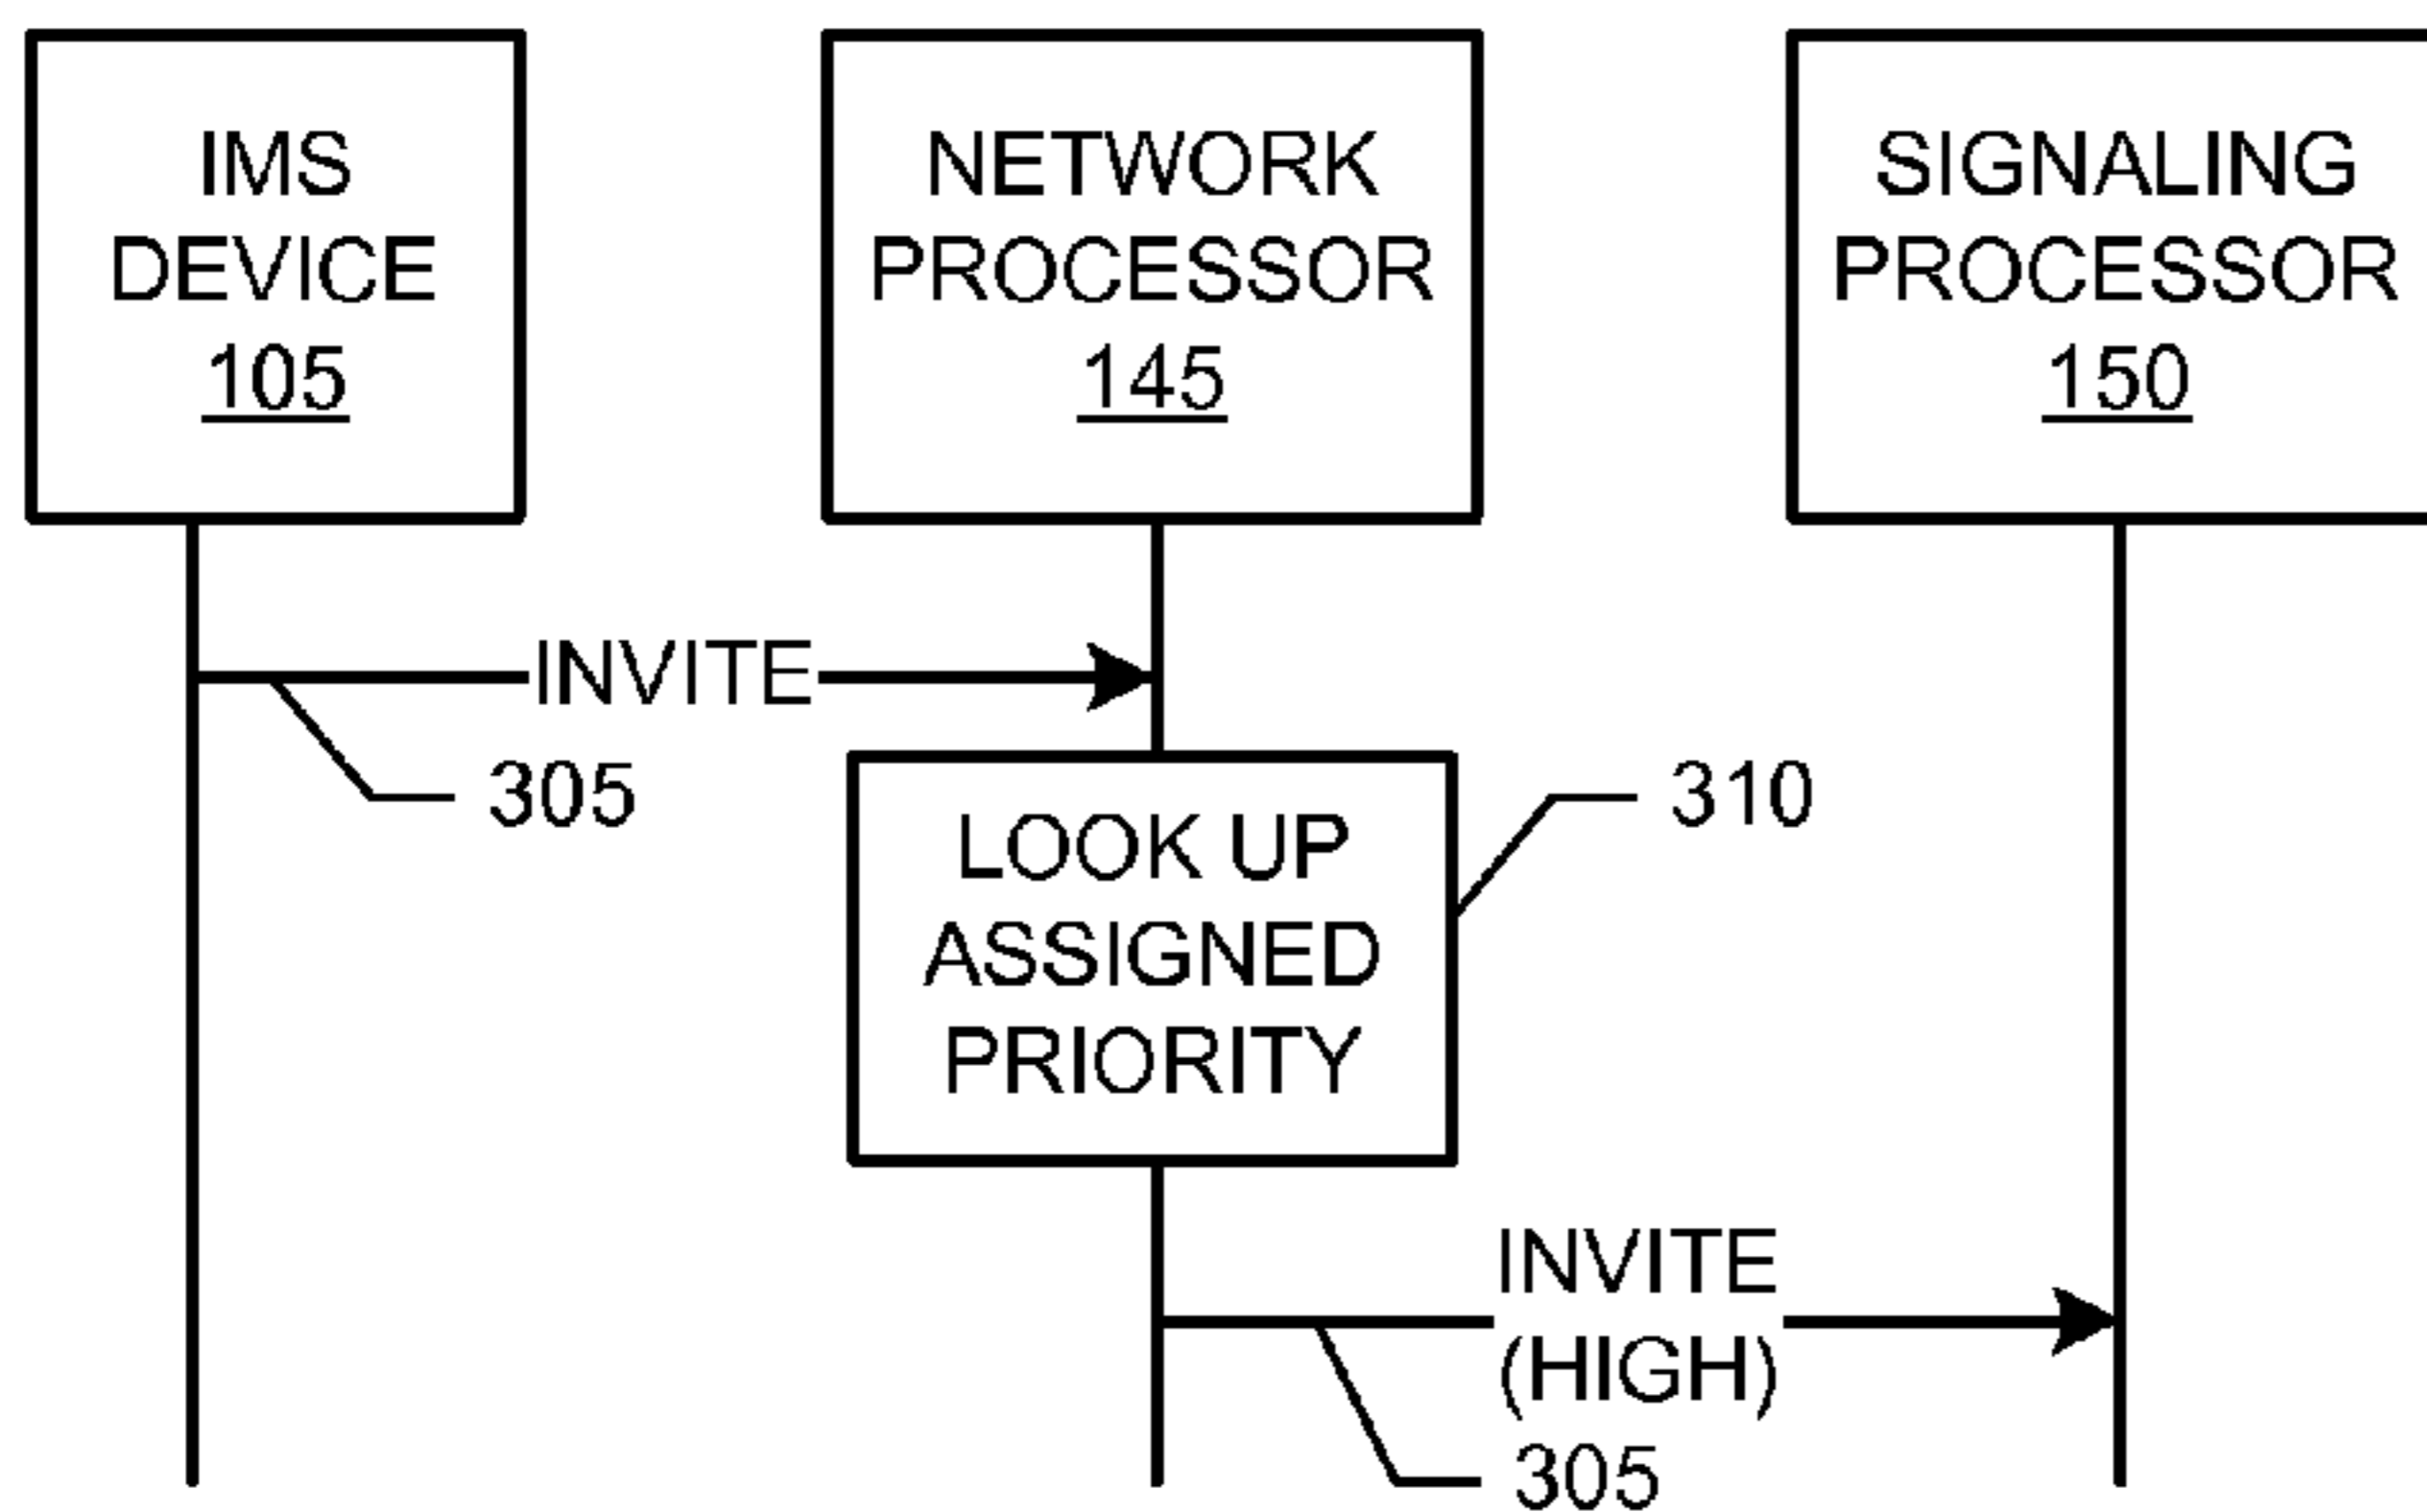 IMS
DEVICE
105
NETWORK
PROCESSOR
145
SIGNALING
PROCESSOR
150
INVITE
305
310
LOOK UP
ASSIGNED
PRIORITY
INVITE
(HIGH)
305